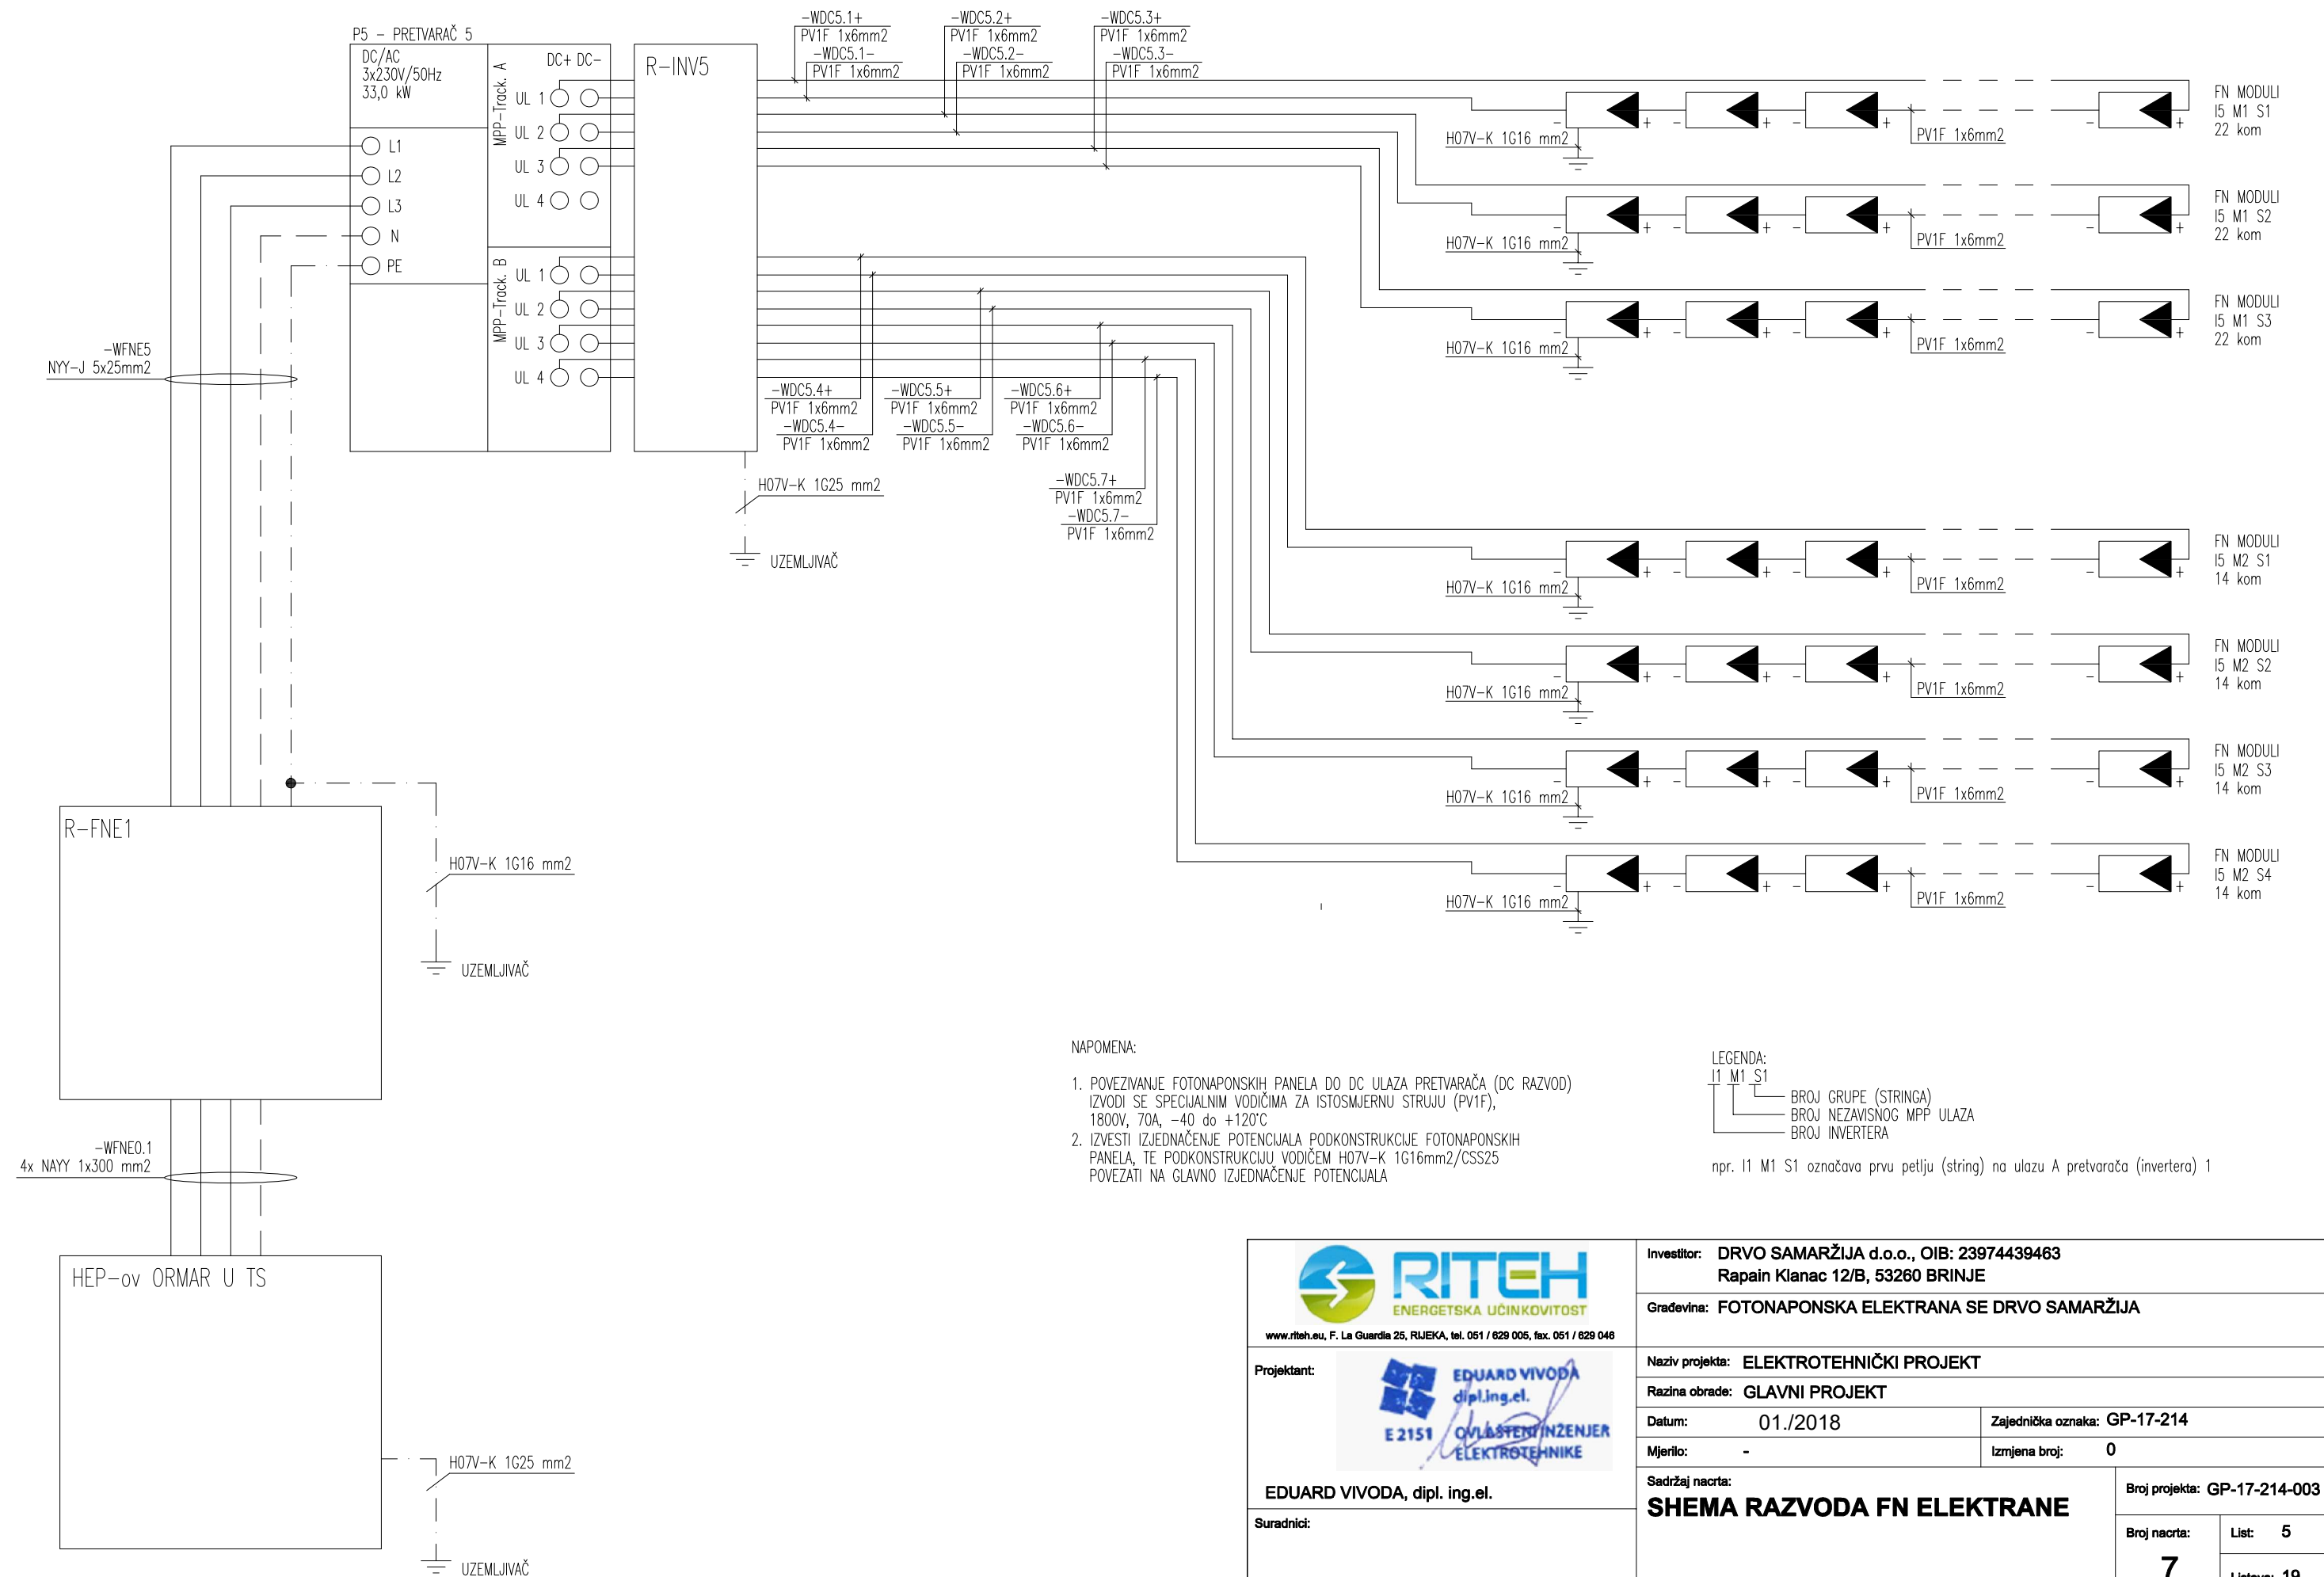 P5 – PRETVARAČ 5
DC/AC
3x230V/50Hz
33,0 kW
MPP-Track. A
DC+ DC-
UL 1
UL 2
UL 3
UL 4
MPP-Track. B
UL 1
UL 2
UL 3
UL 4
L1
L2
L3
N
PE
R-INV5
-WDC5.1+
PV1F 1x6mm2
-WDC5.1-
PV1F 1x6mm2
-WDC5.2+
PV1F 1x6mm2
-WDC5.2-
PV1F 1x6mm2
-WDC5.3+
PV1F 1x6mm2
-WDC5.3-
PV1F 1x6mm2
-WDC5.4+
PV1F 1x6mm2
-WDC5.4-
PV1F 1x6mm2
-WDC5.5+
PV1F 1x6mm2
-WDC5.5-
PV1F 1x6mm2
-WDC5.6+
PV1F 1x6mm2
-WDC5.6-
PV1F 1x6mm2
-WDC5.7+
PV1F 1x6mm2
-WDC5.7-
PV1F 1x6mm2
H07V-K 1G25 mm2
UZEMLJIVAČ
- + - + - + - +
H07V-K 1G16 mm2
PV1F 1x6mm2
FN MODULI
I5 M1 S1
22 kom
- + - + - + - +
H07V-K 1G16 mm2
PV1F 1x6mm2
FN MODULI
I5 M1 S2
22 kom
- + - + - + - +
H07V-K 1G16 mm2
PV1F 1x6mm2
FN MODULI
I5 M1 S3
22 kom
- + - + - + - +
H07V-K 1G16 mm2
PV1F 1x6mm2
FN MODULI
I5 M2 S1
14 kom
- + - + - + - +
H07V-K 1G16 mm2
PV1F 1x6mm2
FN MODULI
I5 M2 S2
14 kom
- + - + - + - +
H07V-K 1G16 mm2
PV1F 1x6mm2
FN MODULI
I5 M2 S3
14 kom
- + - + - + - +
H07V-K 1G16 mm2
PV1F 1x6mm2
FN MODULI
I5 M2 S4
14 kom
-WFNE5
NYY-J 5x25mm2
R-FNE1
H07V-K 1G16 mm2
UZEMLJIVAČ
-WFNE0.1
4x NAYY 1x300 mm2
HEP-ov ORMAR U TS
H07V-K 1G25 mm2
UZEMLJIVAČ
NAPOMENA:
1. POVEZIVANJE FOTONAPONSKIH PANELA DO DC ULAZA PRETVARAČA (DC RAZVOD)
IZVODI SE SPECIJALNIM VODIČIMA ZA ISTOSMJERNU STRUJU (PV1F),
1800V, 70A, -40 do +120°C
2. IZVESTI IZJEDNAČENJE POTENCIJALA PODKONSTRUKCIJE FOTONAPONSKIH
PANELA, TE PODKONSTRUKCIJU VODIČEM H07V-K 1G16mm2/CSS25
POVEZATI NA GLAVNO IZJEDNAČENJE POTENCIJALA
LEGENDA:
I1 M1 S1
BROJ GRUPE (STRINGA)
BROJ NEZAVISNOG MPP ULAZA
BROJ INVERTERA
npr. I1 M1 S1 označava prvu petlju (string) na ulazu A pretvarača (invertera) 1
RITEH
ENERGETSKA UČINKOVITOST
www.riteh.eu, F. La Guardia 25, RIJEKA, tel. 051 / 629 005, fax. 051 / 629 046
Investitor: DRVO SAMARŽIJA d.o.o., OIB: 23974439463
Rapain Klanac 12/B, 53260 BRINJE
Građevina: FOTONAPONSKA ELEKTRANA SE DRVO SAMARŽIJA
Projektant:
EDUARD VIVODA
dipl.ing.el.
E 2151 OVLAŠTENI INŽENJER
ELEKTROTEHNIKE
EDUARD VIVODA, dipl. ing.el.
Suradnici:
Naziv projekta: ELEKTROTEHNIČKI PROJEKT
Razina obrade: GLAVNI PROJEKT
Datum: 01./2018
Zajednička oznaka: GP-17-214
Mjerilo: -
Izmjena broj: 0
Sadržaj nacrta:
SHEMA RAZVODA FN ELEKTRANE
Broj projekta: GP-17-214-003
Broj nacrta:
7
List: 5
Listova: 19